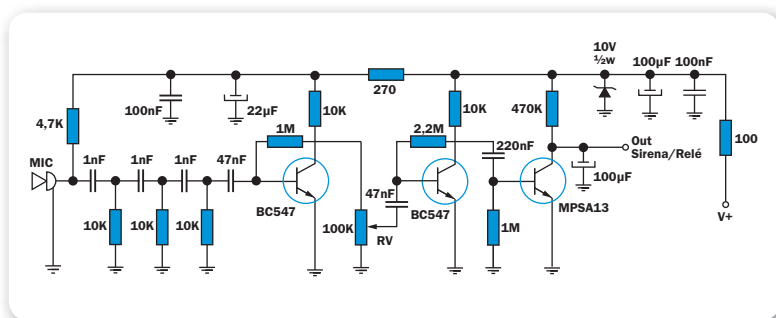 10V
½w
100µF
100nF
270
4,7K
100nF
22µF
10K
10K
470K
100
1M
2,2M
220nF
Out
Sirena/Relé
MIC
1nF
1nF
1nF
47nF
47nF
100µF
BC547
BC547
MPSA13
10K
10K
10K
100K
RV
1M
V+